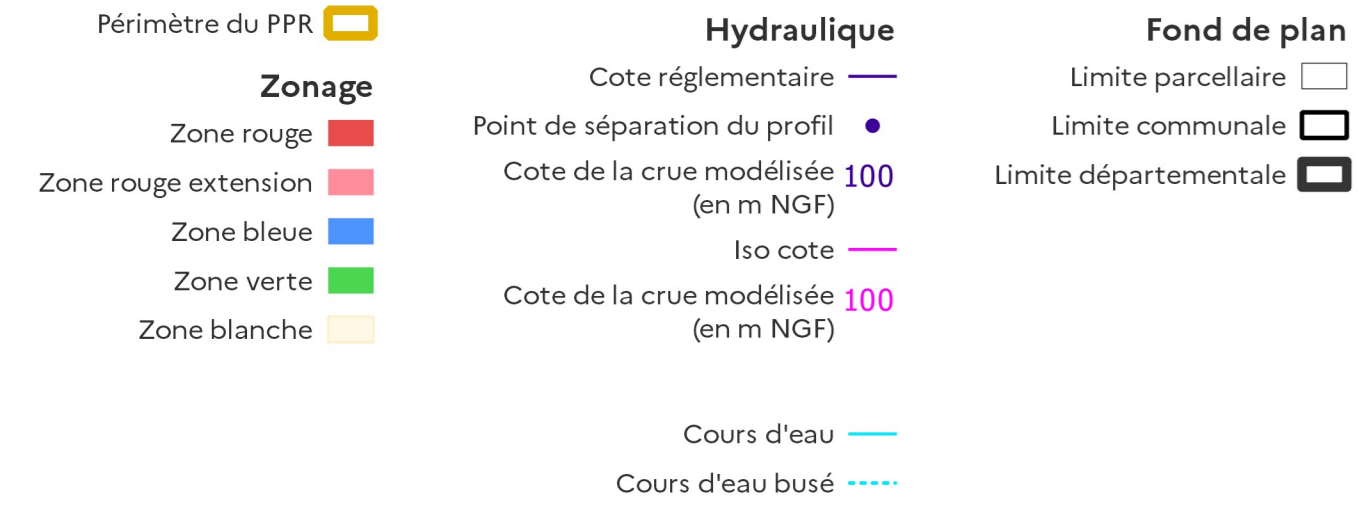 Périmètre du PPR
Zonage
Zone rouge
Zone rouge extension
Zone bleue
Zone verte
Zone blanche
Hydraulique
Cote réglementaire
Point de séparation du profil
Cote de la crue modélisée 100
(en m NGF)
Iso cote
Cote de la crue modélisée 100
(en m NGF)
Cours d'eau
Cours d'eau busé
Fond de plan
Limite parcellaire
Limite communale
Limite départementale